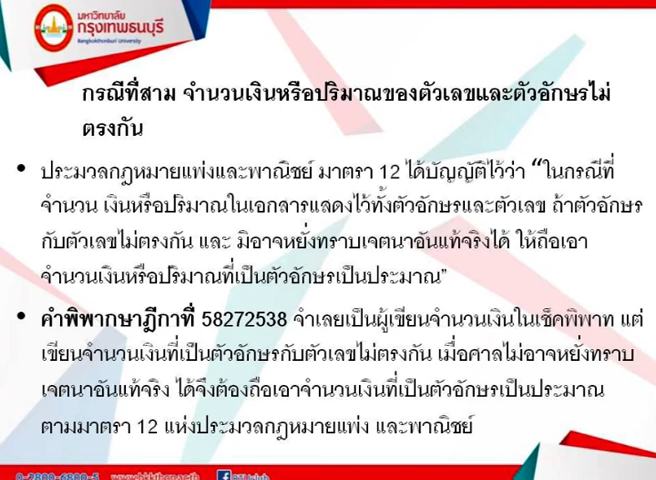 มหาวิทยาลัย
กรุงเทพธนบุรี
Bangkokthonburi University
กรณีที่สาม จำนวนเงินหรือปริมาณของตัวเลขและตัวอักษรไม่
ตรงกัน
• ประมวลกฎหมายแพ่งและพาณิชย์ มาตรา 12 ได้บัญญัติไว้ว่า “ในกรณีที่
จำนวน เงินหรือปริมาณในเอกสารแสดงไว้ทั้งตัวอักษรและตัวเลข ถ้าตัวอักษร
กับตัวเลขไม่ตรงกัน และ มิอาจหยั่งทราบเจตนาอันแท้จริงได้ ให้ถือเอา
จำนวนเงินหรือปริมาณที่เป็นตัวอักษรเป็นประมาณ”
• คำพิพากษาฎีกาที่ 58272538 จำเลยเป็นผู้เขียนจำนวนเงินในเช็คพิพาท แต่
เขียนจำนวนเงินที่เป็นตัวอักษรกับตัวเลขไม่ตรงกัน เมื่อศาลไม่อาจหยั่งทราบ
เจตนาอันแท้จริง ได้จึงต้องถือเอาจำนวนเงินที่เป็นตัวอักษรเป็นประมาณ
ตามมาตรา 12 แห่งประมวลกฎหมายแพ่ง และพาณิชย์
0-2800-6800-5